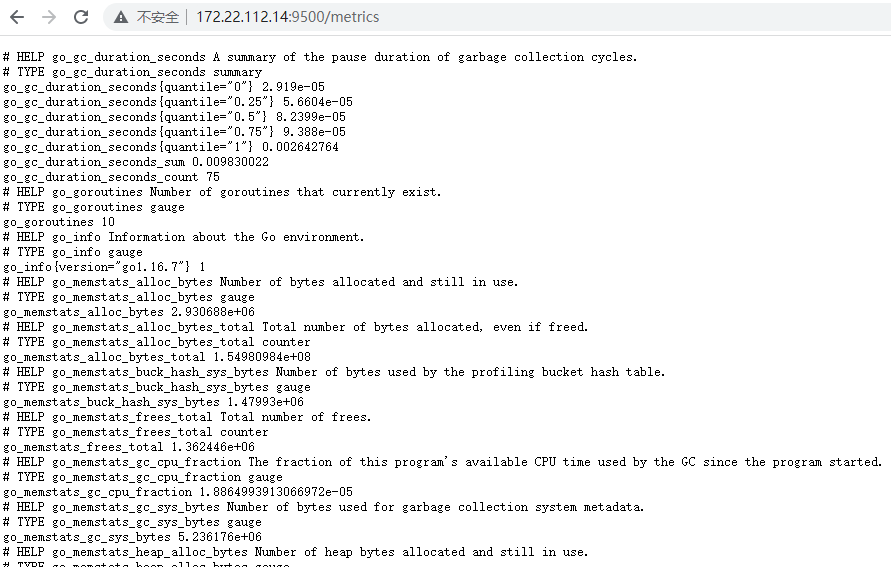 不安全 | 172.22.112.14:9500/metrics
# HELP go_gc_duration_seconds A summary of the pause duration of garbage collection cycles.
# TYPE go_gc_duration_seconds summary
go_gc_duration_seconds{quantile="0"} 2.919e-05
go_gc_duration_seconds{quantile="0.25"} 5.6604e-05
go_gc_duration_seconds{quantile="0.5"} 8.2399e-05
go_gc_duration_seconds{quantile="0.75"} 9.388e-05
go_gc_duration_seconds{quantile="1"} 0.002642764
go_gc_duration_seconds_sum 0.009830022
go_gc_duration_seconds_count 75
# HELP go_goroutines Number of goroutines that currently exist.
# TYPE go_goroutines gauge
go_goroutines 10
# HELP go_info Information about the Go environment.
# TYPE go_info gauge
go_info{version="go1.16.7"} 1
# HELP go_memstats_alloc_bytes Number of bytes allocated and still in use.
# TYPE go_memstats_alloc_bytes gauge
go_memstats_alloc_bytes 2.930688e+06
# HELP go_memstats_alloc_bytes_total Total number of bytes allocated, even if freed.
# TYPE go_memstats_alloc_bytes_total counter
go_memstats_alloc_bytes_total 1.54980984e+08
# HELP go_memstats_buck_hash_sys_bytes Number of bytes used by the profiling bucket hash table.
# TYPE go_memstats_buck_hash_sys_bytes gauge
go_memstats_buck_hash_sys_bytes 1.47993e+06
# HELP go_memstats_frees_total Total number of frees.
# TYPE go_memstats_frees_total counter
go_memstats_frees_total 1.362446e+06
# HELP go_memstats_gc_cpu_fraction The fraction of this program's available CPU time used by the GC since the program started.
# TYPE go_memstats_gc_cpu_fraction gauge
go_memstats_gc_cpu_fraction 1.8864993913066972e-05
# HELP go_memstats_gc_sys_bytes Number of bytes used for garbage collection system metadata.
# TYPE go_memstats_gc_sys_bytes gauge
go_memstats_gc_sys_bytes 5.236176e+06
# HELP go_memstats_heap_alloc_bytes Number of heap bytes allocated and still in use.
# TYPE go_memstats_heap_alloc_bytes gauge